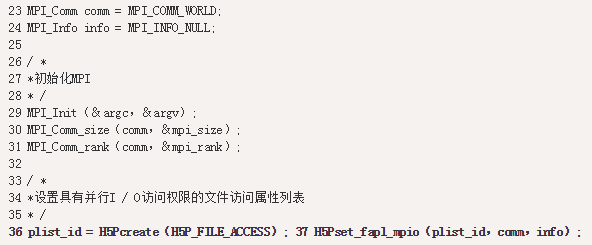 23 MPI_Comm comm = MPI_COMM_WORLD;
24 MPI_Info info = MPI_INFO_NULL;
25
26 / *
27 *初始化MPI
28 * /
29 MPI_Init（＆argc，＆argv）;
30 MPI_Comm_size（comm，＆mpi_size）;
31 MPI_Comm_rank（comm，＆mpi_rank）;
32
33 / *
34 *设置具有并行I / O访问权限的文件访问属性列表
35 * /
36 plist_id = H5Pcreate（H5P_FILE_ACCESS）; 37 H5Pset_fapl_mpio（plist_id，comm，info）;